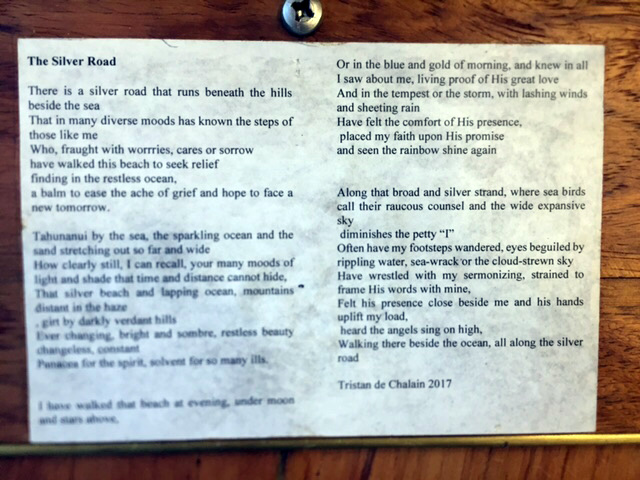 The Silver Road
There is a silver road that runs beneath the hills
beside the sea
That in many diverse moods has known the steps of
those like me
Who, fraught with worrries, cares or sorrow
have walked this beach to seek relief
finding in the restless ocean,
a balm to ease the ache of grief and hope to face a
new tomorrow.
Tahunanui by the sea, the sparkling ocean and the
sand stretching out so far and wide
How clearly still, I can recall, your many moods of
light and shade that time and distance cannot hide,
That silver beach and lapping ocean, mountains
distant in the haze
, girt by darkly verdant hills
Ever changing, bright and sombre, restless beauty
changeless, constant
Panacea for the spirit, solvent for so many ills.
I have walked that beach at evening, under moon
and stars above,
Or in the blue and gold of morning, and knew in all
I saw about me, living proof of His great love
And in the tempest or the storm, with lashing winds
and sheeting rain
Have felt the comfort of His presence,
placed my faith upon His promise
and seen the rainbow shine again
Along that broad and silver strand, where sea birds
call their raucous counsel and the wide expansive
sky
diminishes the petty “I”
Often have my footsteps wandered, eyes beguiled by
rippling water, sea-wrack or the cloud-strewn sky
Have wrestled with my sermonizing, strained to
frame His words with mine,
Felt his presence close beside me and his hands
uplift my load,
heard the angels sing on high,
Walking there beside the ocean, all along the silver
road
Tristan de Chalain 2017